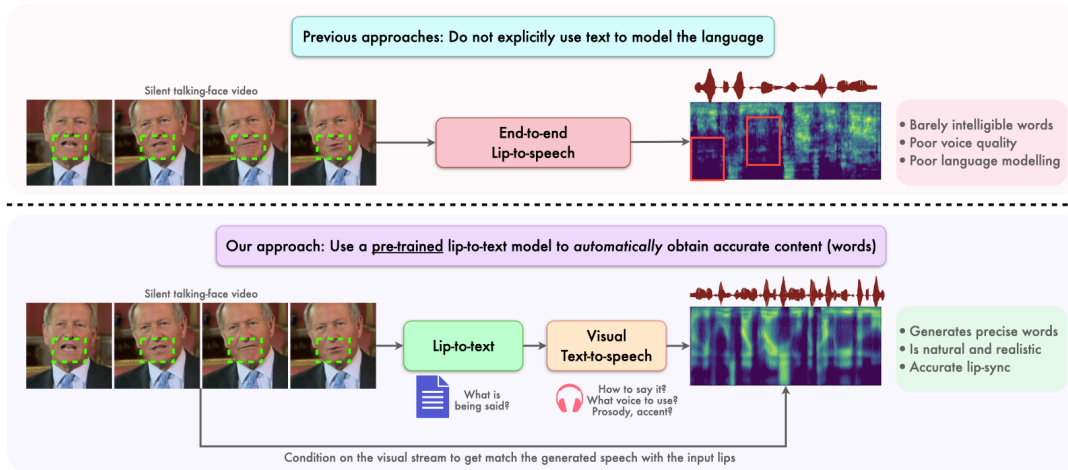 Previous approaches: Do not explicitly use text to model the language
Silent talking-face video
End-to-end
Lip-to-speech
• Barely intelligible words
• Poor voice quality
• Poor language modelling
Our approach: Use a pre-trained lip-to-text model to automatically obtain accurate content (words)
Silent talking-face video
Lip-to-text
What is
being said?
Visual
Text-to-speech
How to say it?
What voice to use?
Prosody, accent?
• Generates precise words
• Is natural and realistic
• Accurate lip-sync
Condition on the visual stream to get match the generated speech with the input lips